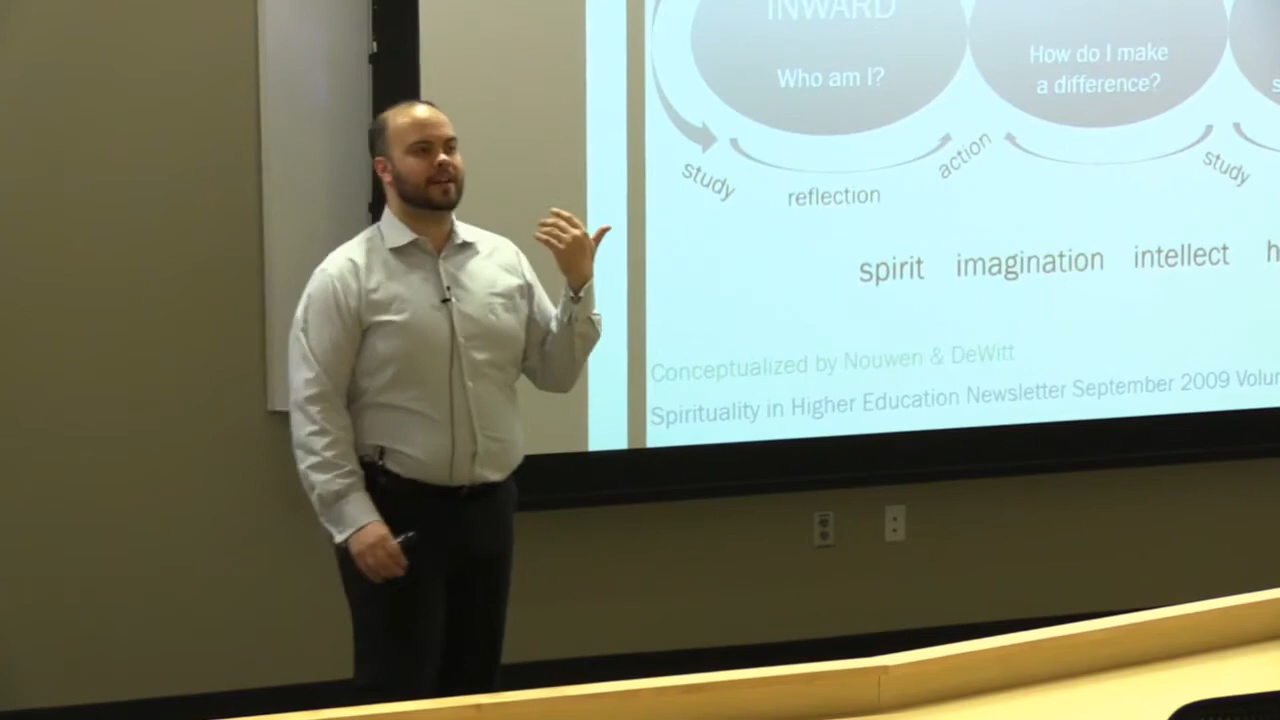 INWARD
Who am I?
How do I make
a difference?
study
reflection
action
study
spirit imagination intellect
Conceptualized by Nouwen & DeWitt
Spirituality in Higher Education Newsletter September 2009